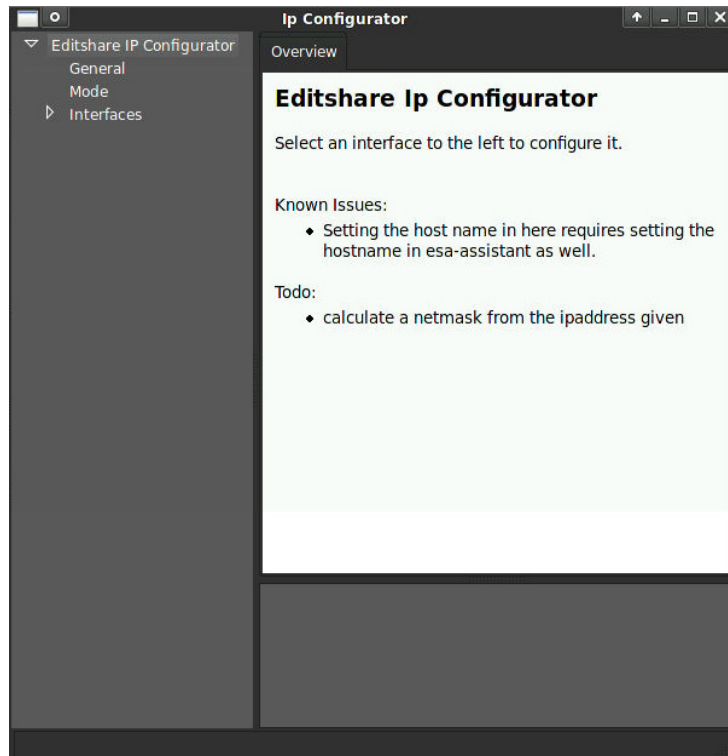 Ip Configurator
Editshare IP Configurator
General
Mode
Interfaces
Overview
Editshare Ip Configurator
Select an interface to the left to configure it.
Known Issues:
Setting the host name in here requires setting the
hostname in esa-assistant as well.
Todo:
calculate a netmask from the ipaddress given